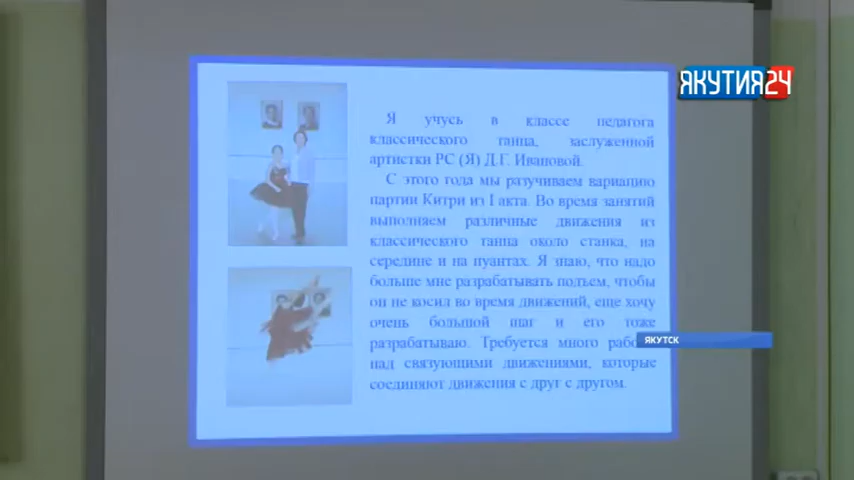 ЯКУТИЯ24
Я учусь в классе педагога
классического танца, заслуженной
артистки РС (Я) Д.Г. Ивановой.
С этого года мы разучиваем вариацию
партии Китри из I акта. Во время занятий
выполняем различные движения из
классического танца около станка, на
середине и на пуантах. Я знаю, что надо
больше мне разрабатывать подъем, чтобы
он не косил во время движений, еще хочу
очень большой шаг и его тоже
разрабатываю. Требуется много
над связующими движениями, которые
соединяют движения с друг с другом.
ЯКУТСК